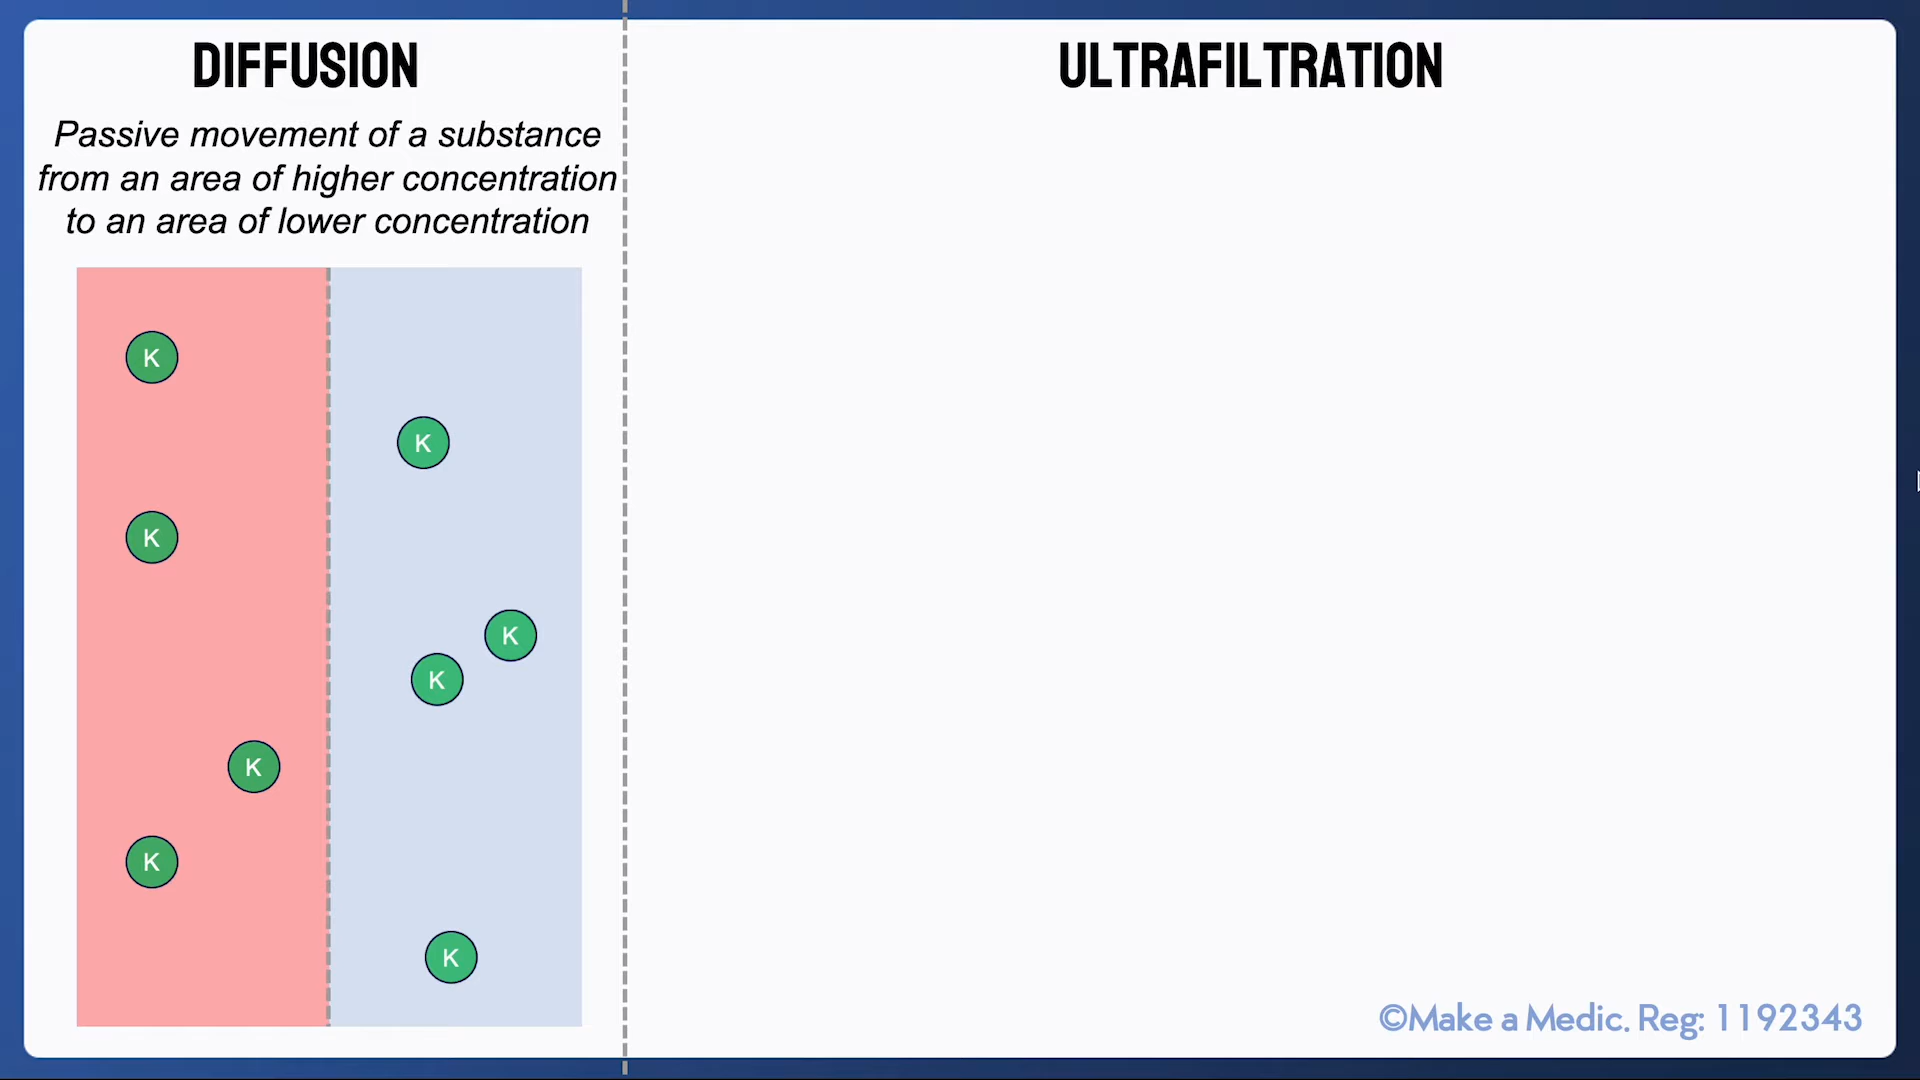 DIFFUSION
Passive movement of a substance
from an area of higher concentration
to an area of lower concentration
K
K
K
K
K
K
K
K
ULTRAFILTRATION
©Make a Medic. Reg: 1192343